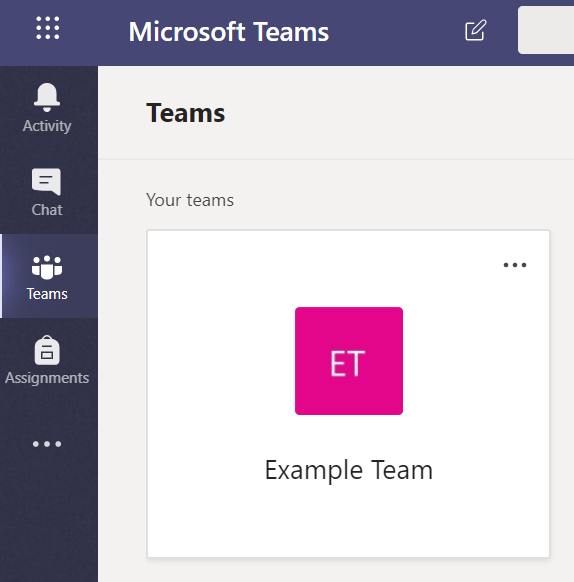 Microsoft Teams
Activity
Chat
Teams
Assignments
Teams
Your teams
ET
Example Team